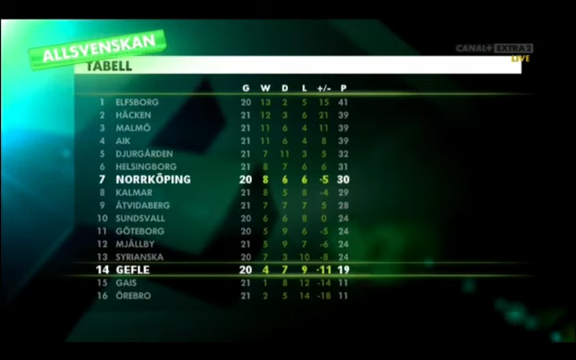 ALLSVENSKAN
CANAL+ EXTRA 2
LIVE
TABELL
G W D L +/- P
1 ELFSBORG 20 13 2 5 15 41
2 HÄCKEN 21 12 3 6 21 39
3 MALMÖ 21 11 6 4 11 39
4 AIK 21 11 6 4 8 39
5 DJURGÅRDEN 21 7 11 3 5 32
6 HELSINGBORG 21 8 7 6 6 31
7 NORRKÖPING 20 8 6 6 -5 30
8 KALMAR 21 8 5 8 -4 29
9 ÅTVIDABERG 21 7 7 7 5 28
10 SUNDSVALL 20 6 6 8 0 24
11 GÖTEBORG 20 5 9 6 -5 24
12 MJÄLLBY 21 5 9 7 -6 24
13 SYRIANSKA 20 7 3 10 -8 24
14 GEFLE 20 4 7 9 -11 19
15 GAIS 21 1 8 12 -14 11
16 ÖREBRO 21 2 5 14 -18 11